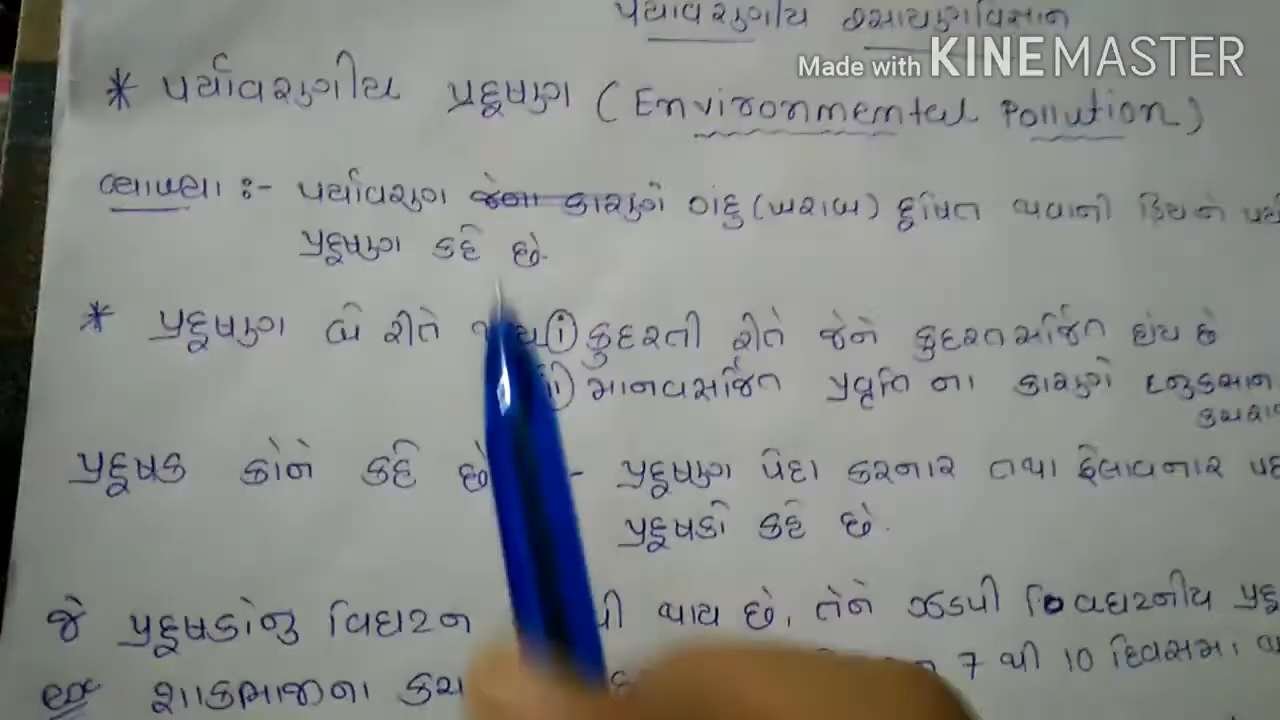 પર્યાવરણીય રસાયણવિજ્ઞાન
Made with KINEMASTER
* પર્યાવરણીય પ્રદૂષણ (Environmental Pollution)
વ્યાખ્યા :- પર્યાવરણ જેના કારણે ગંદુ (ખરાબ) દૂષિત થવાની ક્રિયાને
પ્રદૂષણ કહે છે.
* પ્રદૂષણ બે રીતે (i) કુદરતી રીતે જેને કુદરતસર્જિત છે
(ii) માનવસર્જિત પ્રવૃતિ ના કારણે નુકસાન
પ્રદૂષક કોને કહે છે - પ્રદૂષણ પેદા કરનાર તથા ફેલાવનાર
પ્રદૂષકો કહે છે.
જે પ્રદૂષકોનુ વિઘટન થાય છે, તેને ઝડપી વિઘટનીય
શાકભાજીના 7 થી 10 દિવસમાં